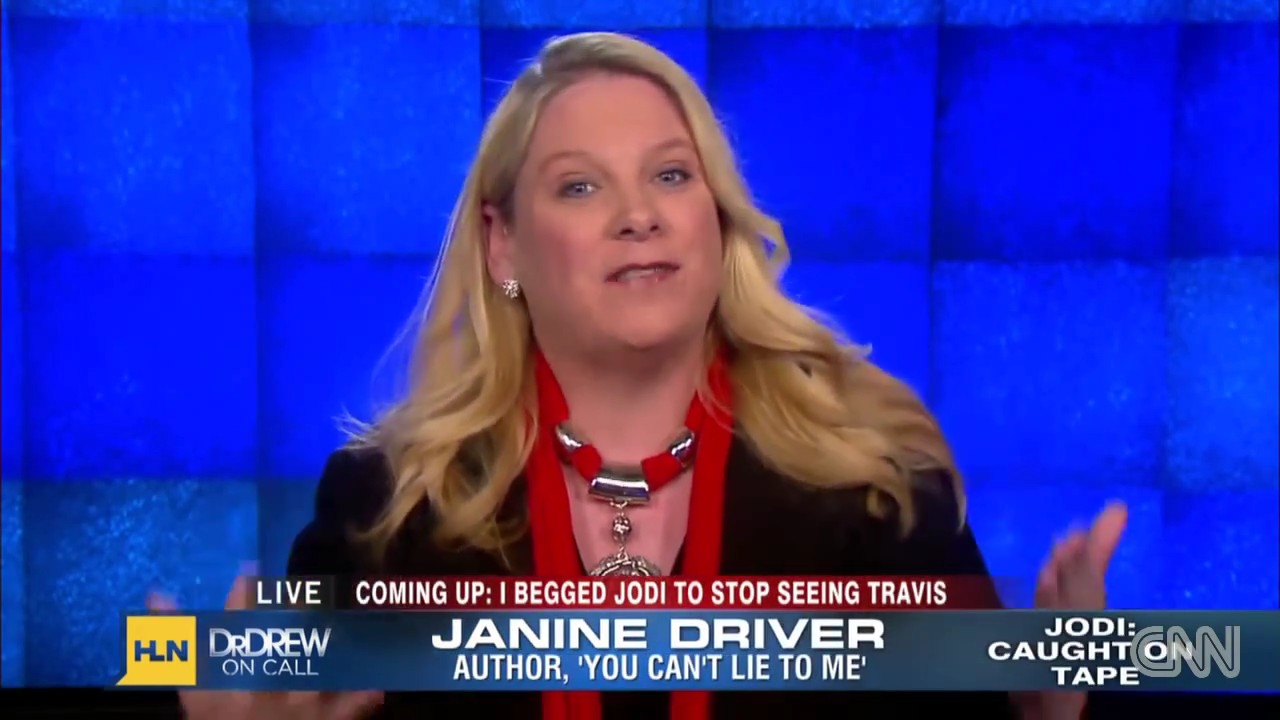 LIVE
COMING UP: I BEGGED JODI TO STOP SEEING TRAVIS
HLN
DR DREW
ON CALL
JANINE DRIVER
AUTHOR, 'YOU CAN'T LIE TO ME'
JODI:
CAUGHT ON
TAPE
CNN